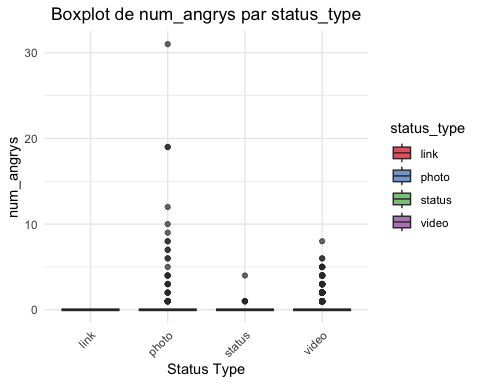 Boxplot de num_angrys par status_type
30
20
10
0
num_angrys
link
photo
status
video
Status Type
status_type
link
photo
status
video